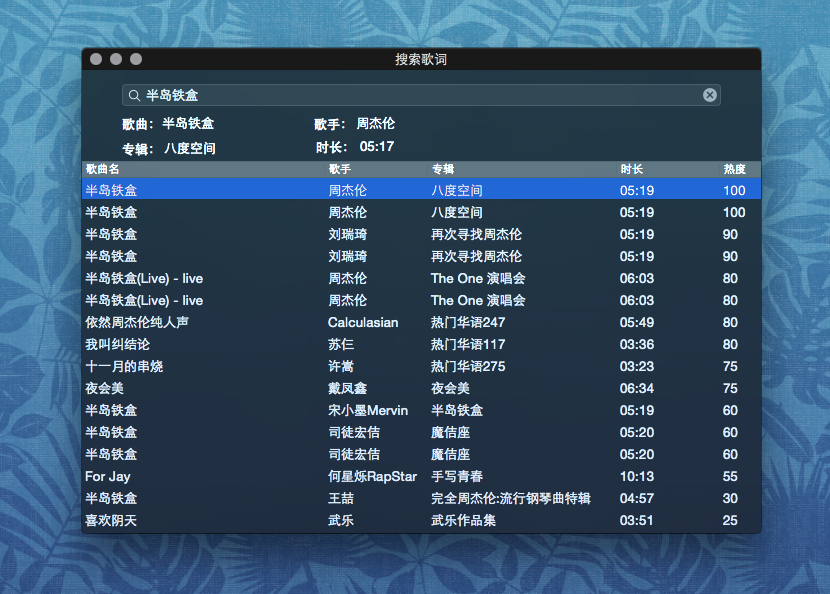 搜索歌词
半岛铁盒
歌曲: 半岛铁盒 歌手: 周杰伦
专辑: 八度空间 时长: 05:17
歌曲名 歌手 专辑 时长 热度
半岛铁盒 周杰伦 八度空间 05:19 100
半岛铁盒 周杰伦 八度空间 05:19 100
半岛铁盒 刘瑞琦 再次寻找周杰伦 05:19 90
半岛铁盒 刘瑞琦 再次寻找周杰伦 05:19 90
半岛铁盒(Live) - live 周杰伦 The One 演唱会 06:03 80
半岛铁盒(Live) - live 周杰伦 The One 演唱会 06:03 80
依然周杰伦纯人声 Calculasian 热门华语247 05:49 80
我叫纠结论 苏仨 热门华语117 03:36 80
十一月的串烧 许嵩 热门华语275 03:23 75
夜会美 戴凤鑫 夜会美 06:34 75
半岛铁盒 宋小墨Mervin 半岛铁盒 05:19 60
半岛铁盒 司徒宏佶 魔佶座 05:20 60
半岛铁盒 司徒宏佶 魔佶座 05:20 60
For Jay 何星烁RapStar 手写青春 10:13 55
半岛铁盒 王喆 完全周杰伦:流行钢琴曲特辑 04:57 30
喜欢阴天 武乐 武乐作品集 03:51 25